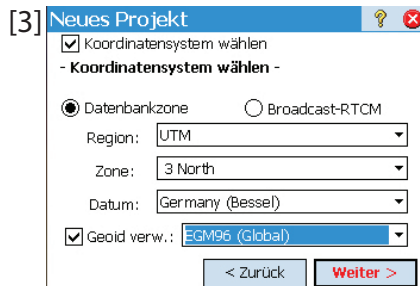 [3] Neues Projekt ?
Koordinatensystem wählen
- Koordinatensystem wählen -
Datenbankzone Broadcast-RTCM
Region: UTM
Zone: 3 North
Datum: Germany (Bessel)
Geoid verw.: EGM96 (Global)
< Zurück Weiter >